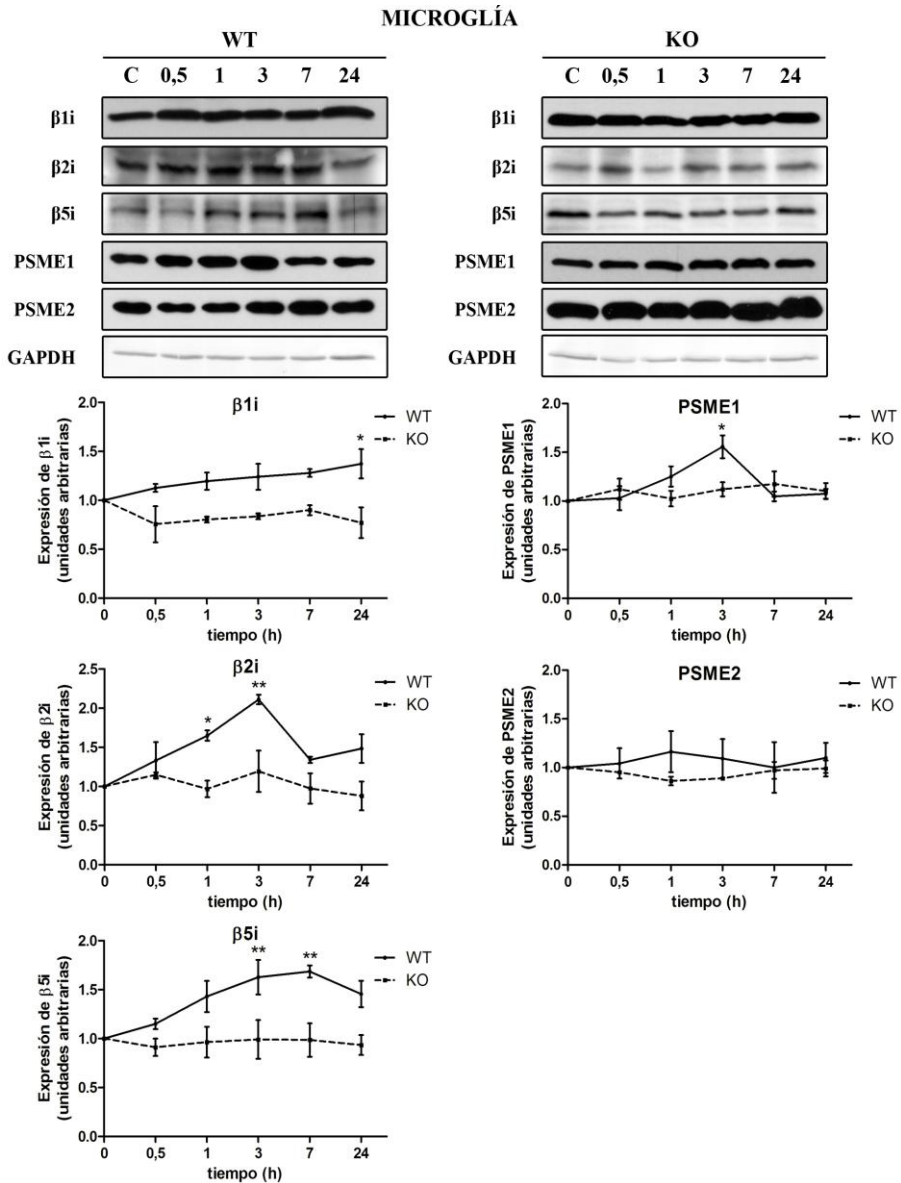 MICROGLÍA
WT
C 0,5 1 3 7 24
β1i
β2i
β5i
PSME1
PSME2
GAPDH
KO
C 0,5 1 3 7 24
β1i
β2i
β5i
PSME1
PSME2
GAPDH
β1i
Expresión de β1i
(unidades arbitrarias)
2.0
1.5
1.0
0.5
0.0
*
WT
KO
0 0,5 1 3 7 24
tiempo (h)
PSME1
Expresión de PSME1
(unidades arbitrarias)
2.0
1.5
1.0
0.5
0.0
*
WT
KO
0 0,5 1 3 7 24
tiempo (h)
β2i
Expresión de β2i
(unidades arbitrarias)
2.5
2.0
1.5
1.0
0.5
0.0
* **
WT
KO
0 0,5 1 3 7 24
tiempo (h)
PSME2
Expresión de PSME2
(unidades arbitrarias)
2.0
1.5
1.0
0.5
0.0
WT
KO
0 0,5 1 3 7 24
tiempo (h)
β5i
Expresión de β5i
(unidades arbitrarias)
2.0
1.5
1.0
0.5
0.0
** **
WT
KO
0 0,5 1 3 7 24
tiempo (h)